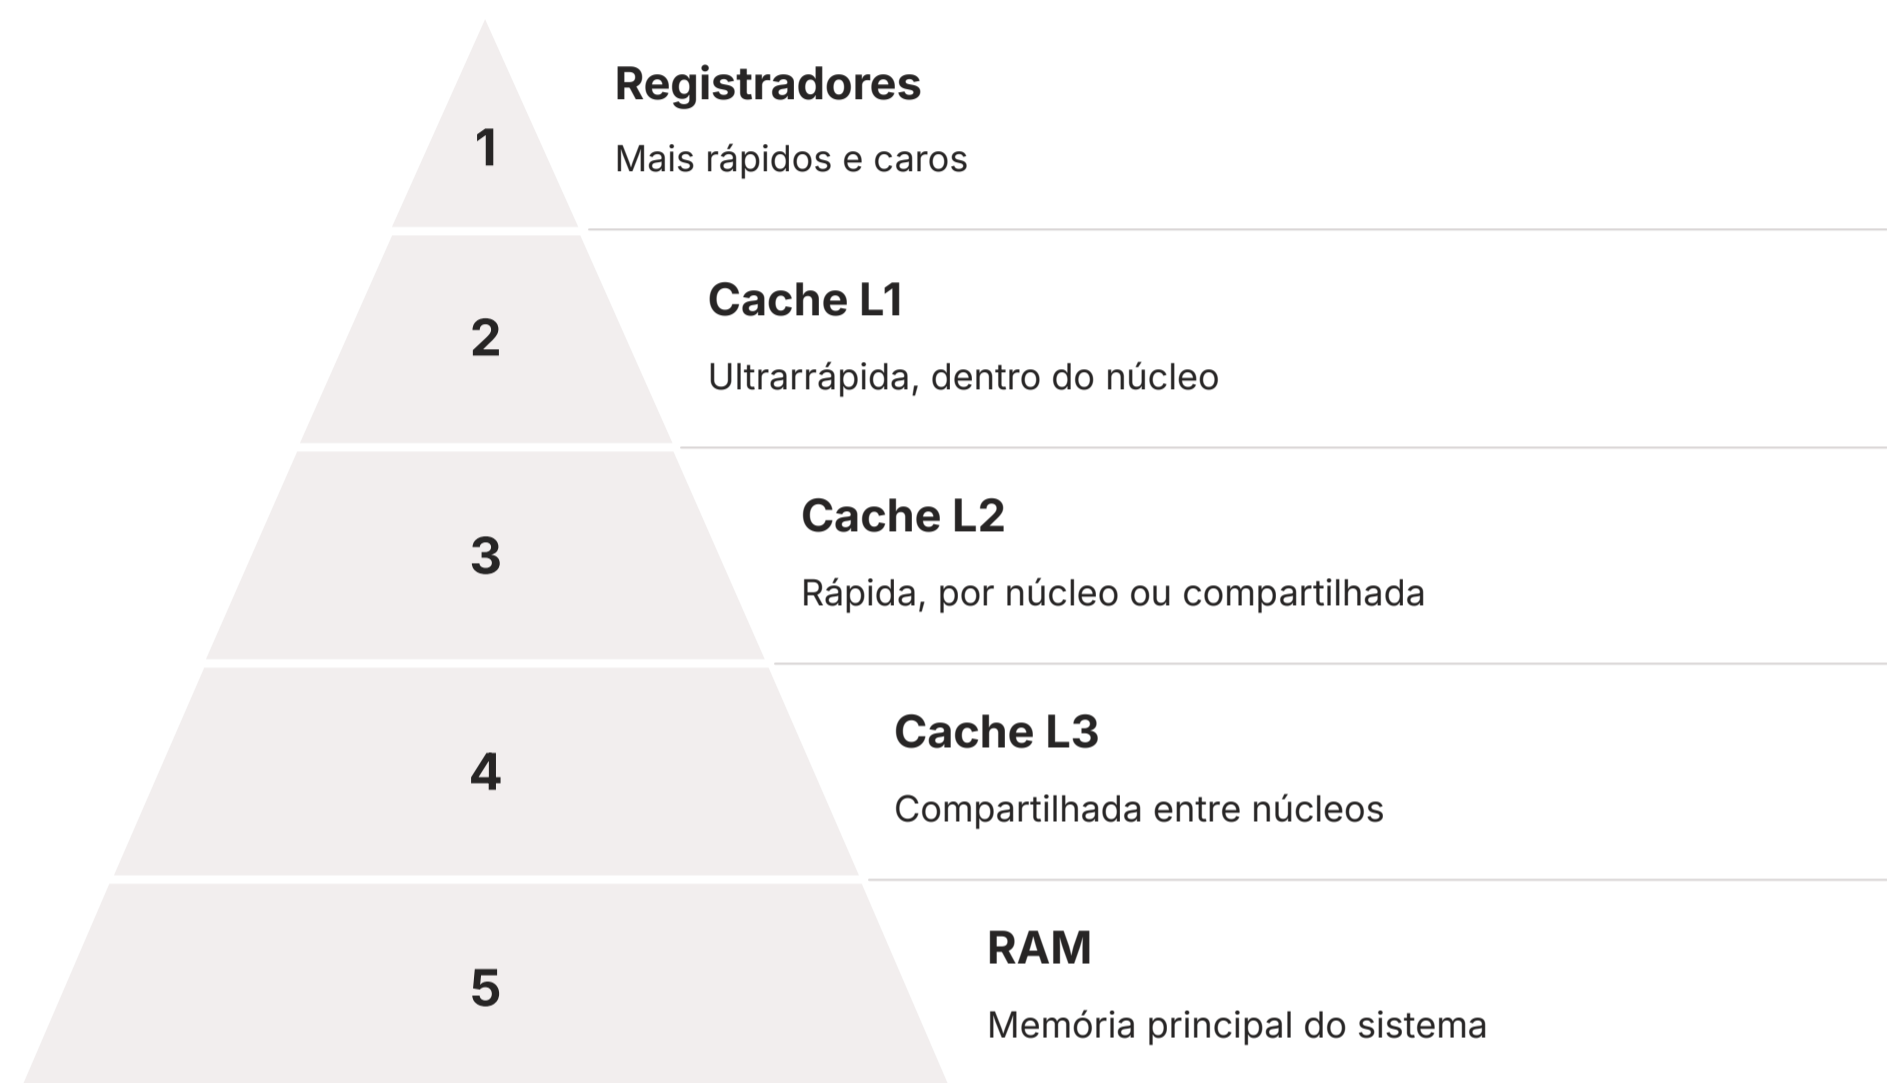 1
Registradores
Mais rápidos e caros
2
Cache L1
Ultrarrápida, dentro do núcleo
3
Cache L2
Rápida, por núcleo ou compartilhada
4
Cache L3
Compartilhada entre núcleos
5
RAM
Memória principal do sistema